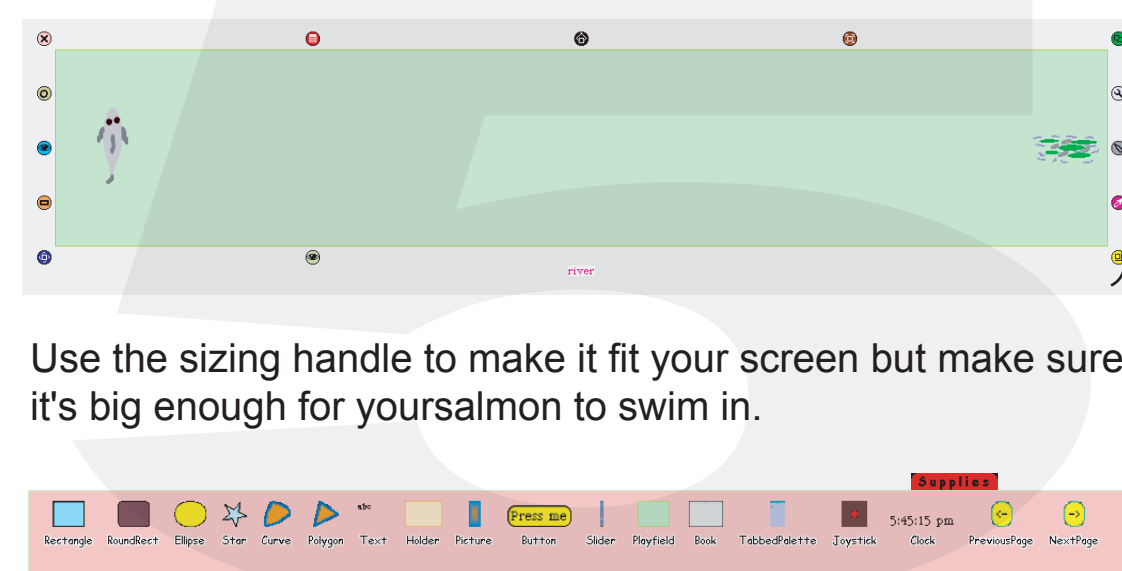 river
Use the sizing handle to make it fit your screen but make sure
it's big enough for yoursalmon to swim in.
Supplies
abc Press me 5:45:15 pm <- ->
Rectangle RoundRect Ellipse Star Curve Polygon Text Holder Picture Button Slider Playfield Book TabbedPalette Joystick Clock PreviousPage NextPage
5